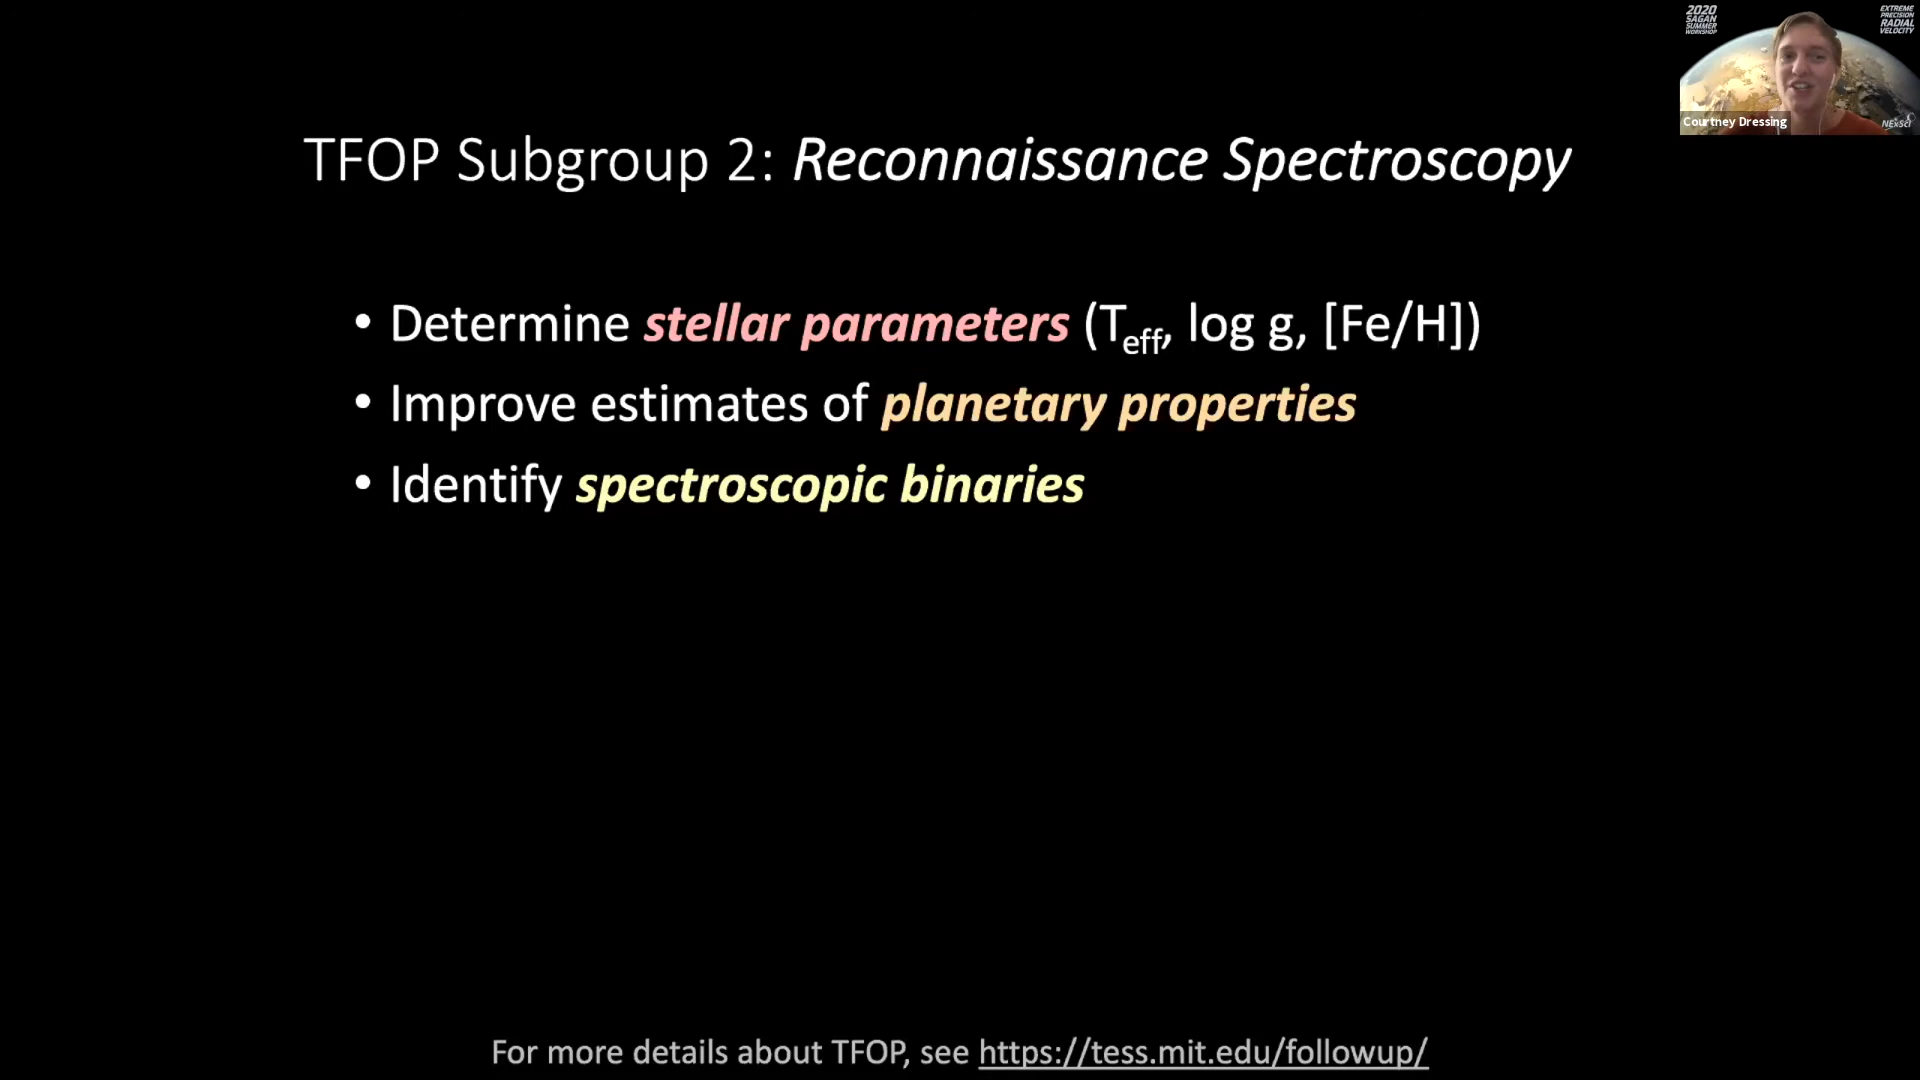 2020
SAGAN
SUMMER
WORKSHOP
EXTREME
PRECISION
RADIAL
VELOCITY
Courtney Dressing
NExScI
TFOP Subgroup 2: Reconnaissance Spectroscopy
• Determine stellar parameters (Teff, log g, [Fe/H])
• Improve estimates of planetary properties
• Identify spectroscopic binaries
For more details about TFOP, see https://tess.mit.edu/followup/